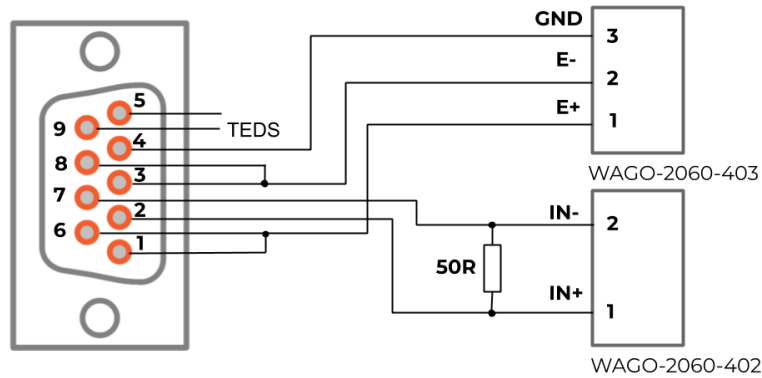 GND
3
E-
2
E+
1
WAGO-2060-403
5
9
TEDS
4
8
3
7
2
6
1
IN-
2
50R
IN+
1
WAGO-2060-402